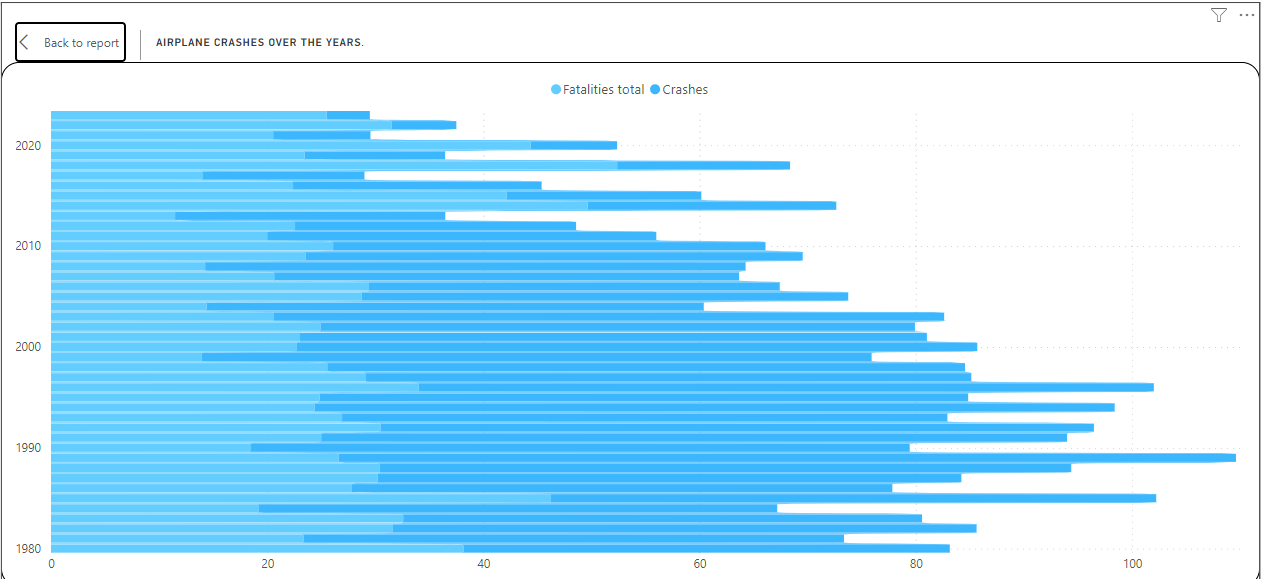 Back to report
AIRPLANE CRASHES OVER THE YEARS.
Fatalities total Crashes
2020
2010
2000
1990
1980
0 20 40 60 80 100